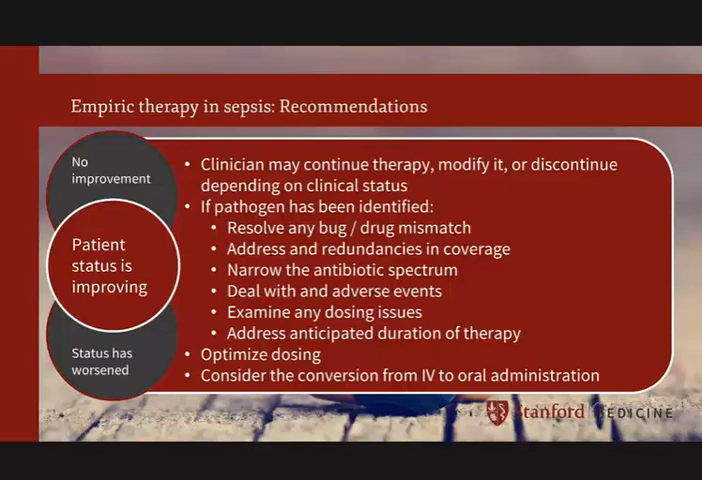 Empiric therapy in sepsis: Recommendations
No
improvement
Patient
status is
improving
Status has
worsened
• Clinician may continue therapy, modify it, or discontinue
depending on clinical status
• If pathogen has been identified:
• Resolve any bug / drug mismatch
• Address and redundancies in coverage
• Narrow the antibiotic spectrum
• Deal with and adverse events
• Examine any dosing issues
• Address anticipated duration of therapy
• Optimize dosing
• Consider the conversion from IV to oral administration
Stanford MEDICINE